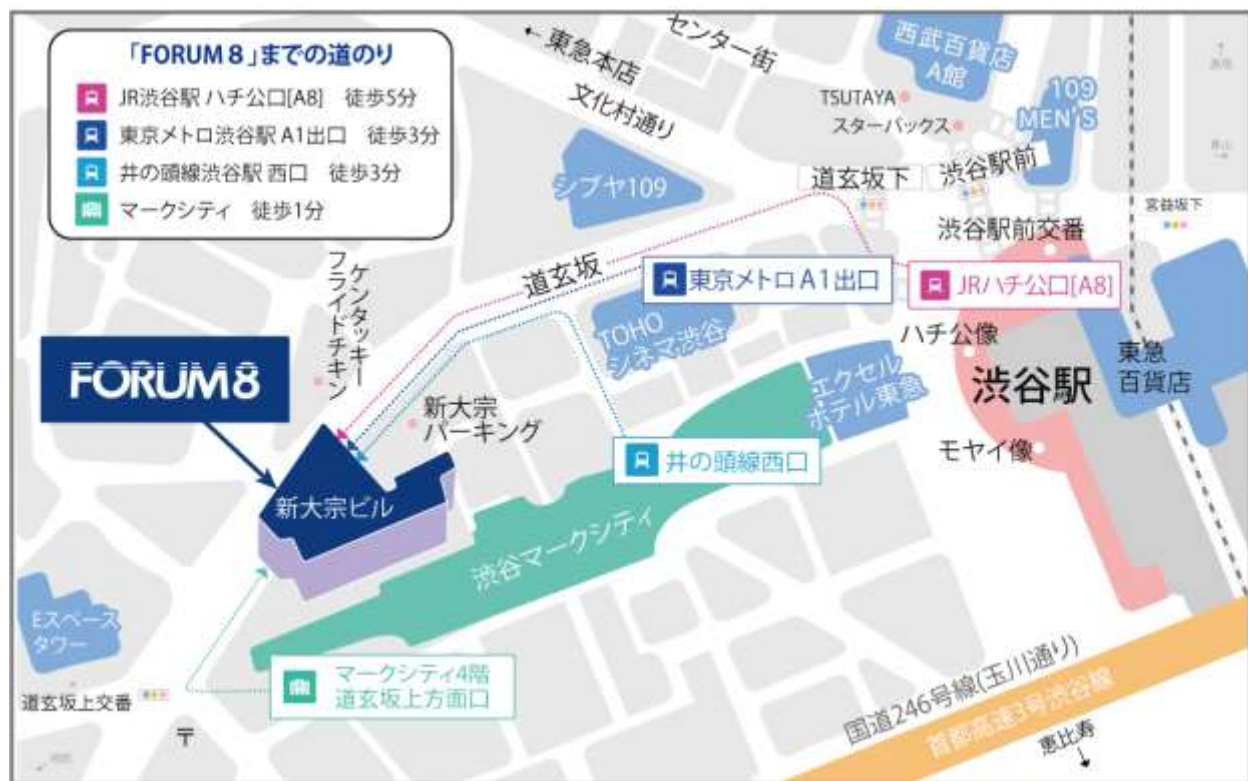 「FORUM 8」までの道のり
JR渋谷駅 ハチ公口[A8] 徒歩5分
東京メトロ渋谷駅 A1出口 徒歩3分
井の頭線渋谷駅 西口 徒歩3分
マークシティ 徒歩1分
←東急本店
センター街
文化村通り
西武百貨店
A館
TSUTAYA
スターバックス
109
MEN'S
シブヤ109
道玄坂下
渋谷駅前
渋谷駅前交番
宮益坂下
道玄坂
東京メトロ A1出口
JRハチ公口[A8]
ケンタッキー
フライドチキン
TOHO
シネマ渋谷
ハチ公像
渋谷駅
東急
百貨店
FORUM8
新大宗
パーキング
エクセル
ホテル東急
井の頭線西口
モヤイ像
新大宗ビル
渋谷マークシティ
Eスペース
タワー
マークシティ4階
道玄坂上方面口
道玄坂上交番
〒
国道246号線(玉川通り)
首都高速3号渋谷線
恵比寿